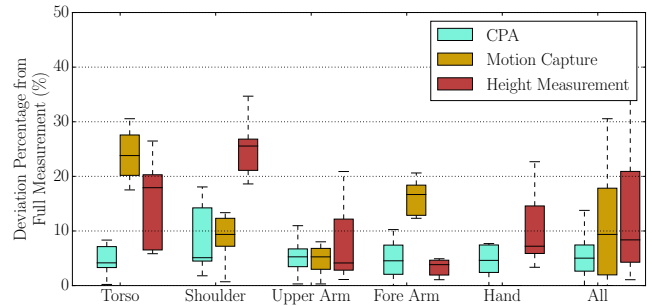 Deviation Percentage from
Full Measurement (%)
50
40
30
20
10
0
CPA
Motion Capture
Height Measurement
Torso
Shoulder
Upper Arm
Fore Arm
Hand
All